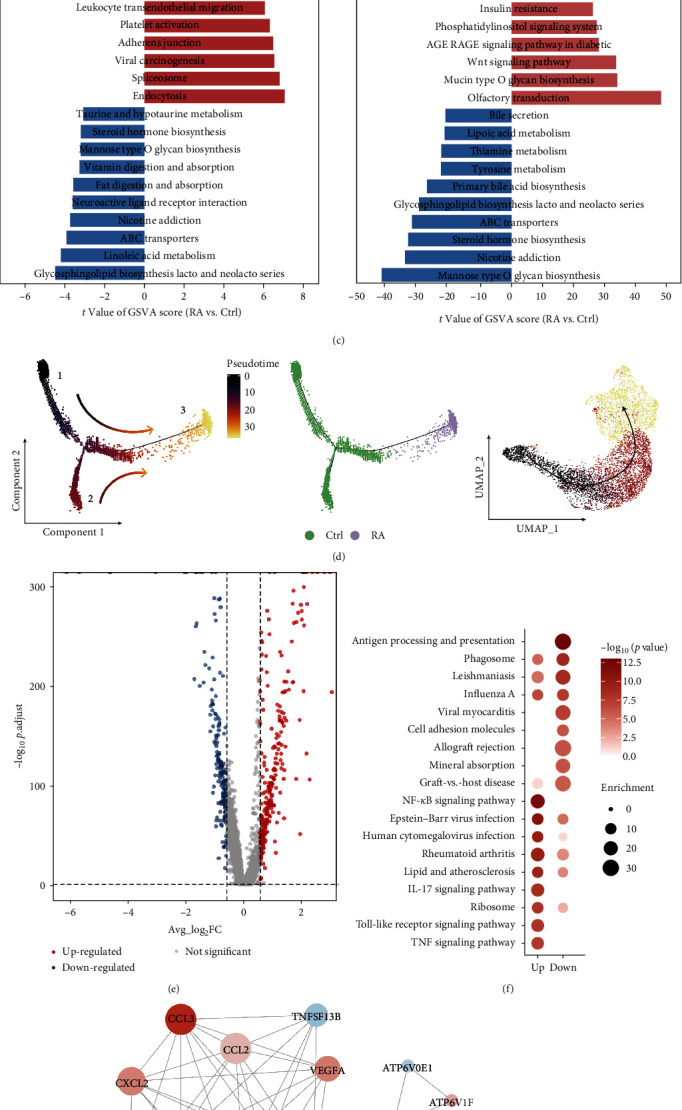 Leukocyte transendothelial migration
Platelet activation
Adherens junction
Viral carcinogenesis
Spliceosome
Endocytosis
Taurine and hypotaurine metabolism
Steroid hormone biosynthesis
Mannose type O glycan biosynthesis
Vitamin digestion and absorption
Fat digestion and absorption
Neuroactive ligand receptor interaction
Nicotine addiction
ABC transporters
Linoleic acid metabolism
Glycosphingolipid biosynthesis lacto and neolacto series
−6 −4 −2 0 2 4 6 8
t Value of GSVA score (RA vs. Ctrl)
Insulin resistance
Phosphatidylinositol signaling system
AGE RAGE signaling pathway in diabetic
Wnt signaling pathway
Mucin type O glycan biosynthesis
Olfactory transduction
Bile secretion
Lipoic acid metabolism
Thiamine metabolism
Tyrosine metabolism
Primary bile acid biosynthesis
Glycosphingolipid biosynthesis lacto and neolacto series
ABC transporters
Steroid hormone biosynthesis
Nicotine addiction
Mannose type O glycan biosynthesis
−50 −40 −30 −20 −10 0 10 20 30 40 50
t Value of GSVA score (RA vs. Ctrl)
(c)
1
2
3
Pseudotime
0
10
20
30
Component 2
Component 1
Ctrl RA
UMAP_2
UMAP_1
(d)
300
200
100
0
−log10 p.adjust
−6 −4 −2 0 2
Avg_log2FC
Up-regulated
Not significant
Down-regulated
(e)
Antigen processing and presentation
Phagosome
Leishmaniasis
Influenza A
Viral myocarditis
Cell adhesion molecules
Allograft rejection
Mineral absorption
Graft-vs.-host disease
NF-κB signaling pathway
Epstein–Barr virus infection
Human cytomegalovirus infection
Rheumatoid arthritis
Lipid and atherosclerosis
IL-17 signaling pathway
Ribosome
Toll-like receptor signaling pathway
TNF signaling pathway
Up Down
−log10 (p value)
12.5
10.0
7.5
5.0
2.5
0.0
Enrichment
0
10
20
30
(f)
CCL3
TNFSF13B
CCL2
VEGFA
CXCL2
ATP6V0E1
ATP6V1F